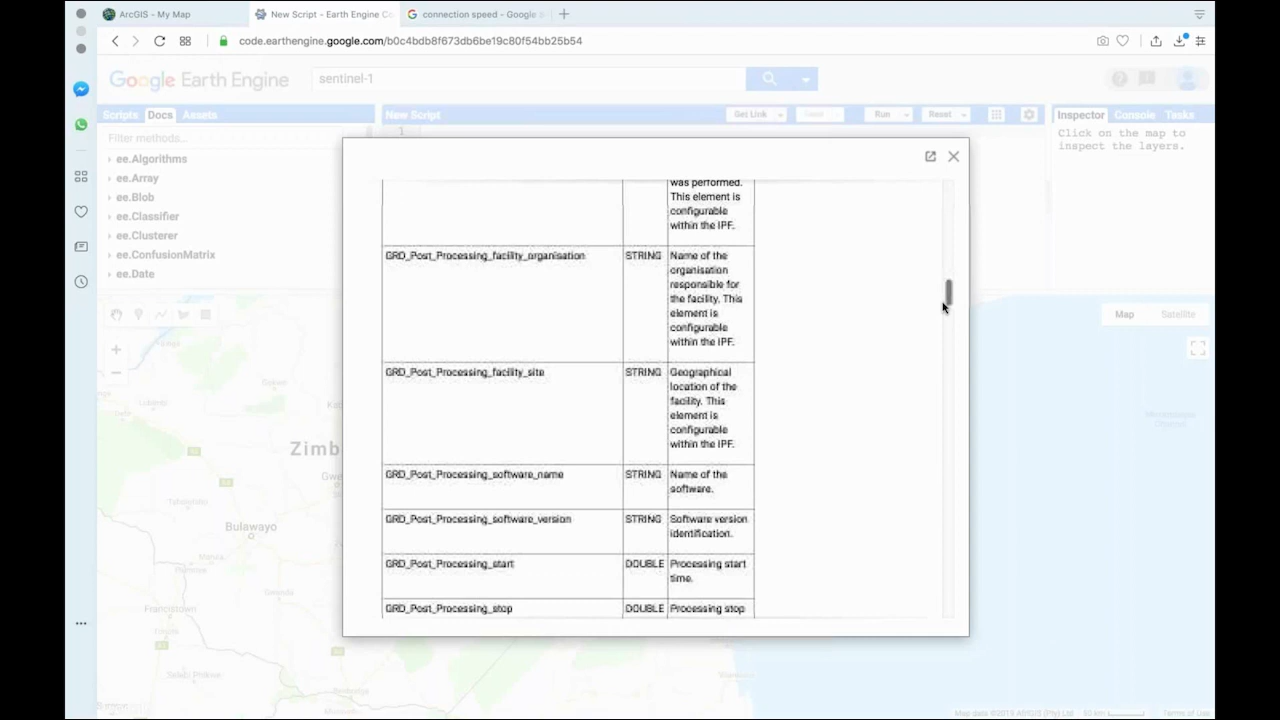 ArcGIS - My Map
New Script - Earth Engine Co
connection speed - Google
code.earthengine.google.com/b0c4bdb8f673db6be19c80f54bb25b54
Google Earth Engine
sentinel-1
Scripts Docs Assets
New Script
Get Link
Save
Run
Reset
Inspector Console Tasks
Filter methods...
1
Click on the map to
inspect the layers.
ee.Algorithms
ee.Array
ee.Blob
ee.Classifier
ee.Clusterer
ee.ConfusionMatrix
ee.Date
was performed.
This element is
configurable
within the IPF.
GRD_Post_Processing_facility_organisation STRING Name of the
organisation
responsible for
the facility. This
element is
configurable
within the IPF.
GRD_Post_Processing_facility_site STRING Geographical
location of the
facility. This
element is
configurable
within the IPF.
GRD_Post_Processing_software_name STRING Name of the
software.
GRD_Post_Processing_software_version STRING Software version
identification.
GRD_Post_Processing_start DOUBLE Processing start
time.
GRD_Post_Processing_stop DOUBLE Processing stop
Map Satellite
Zimb
Bulawayo
Francistown
Gwanda
Terms of Use